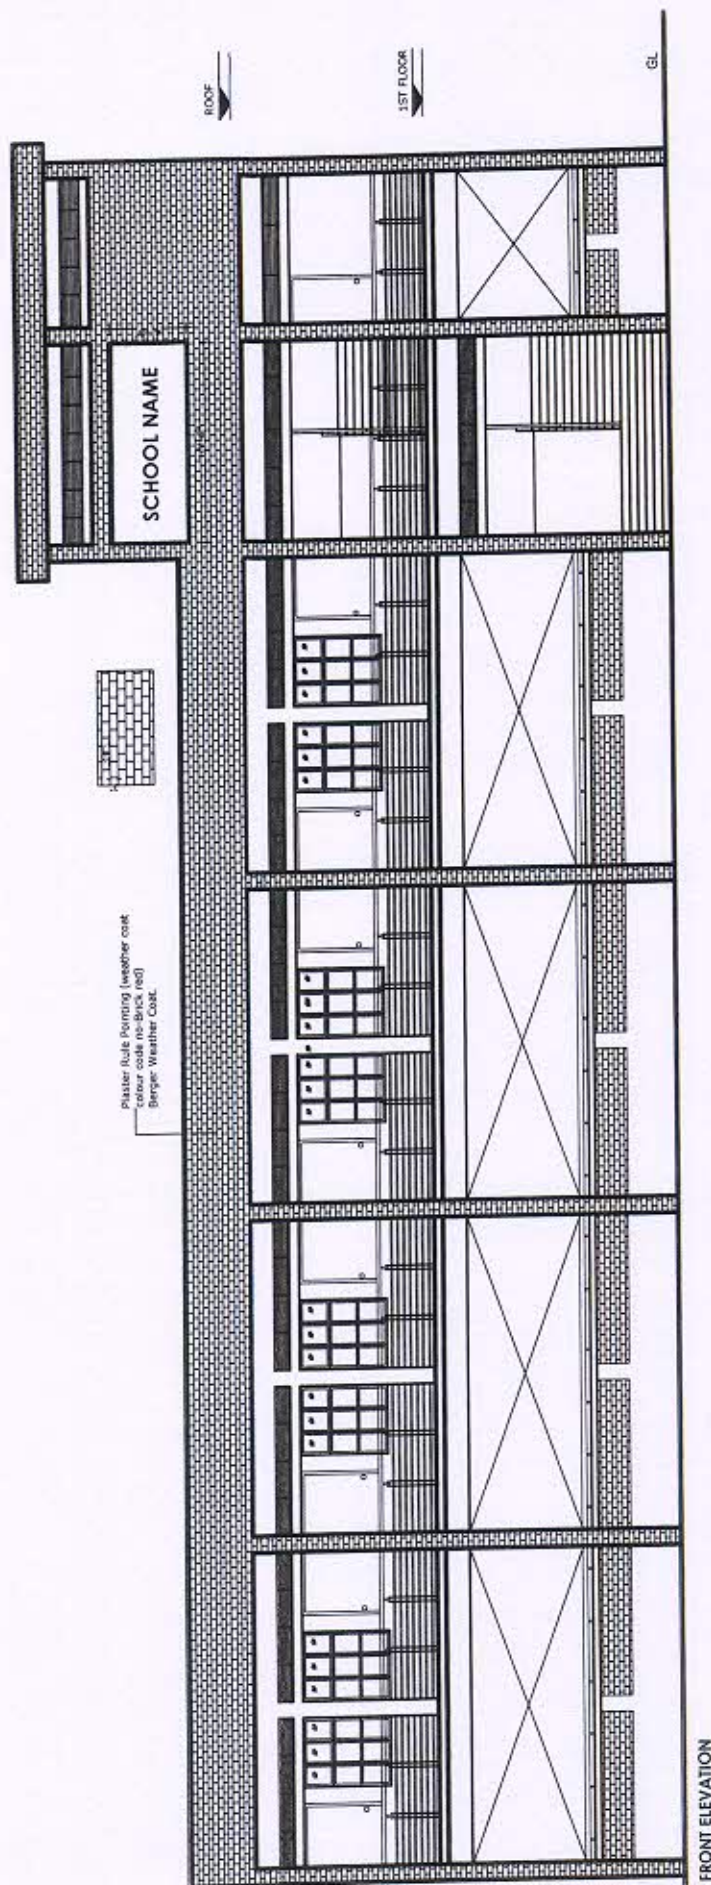 ROOF
1ST FLOOR
GL
SCHOOL NAME
Plaster Rule Pointing (weather coat
colour code no-Brick red)
Berger Weather Coat.
FRONT ELEVATION